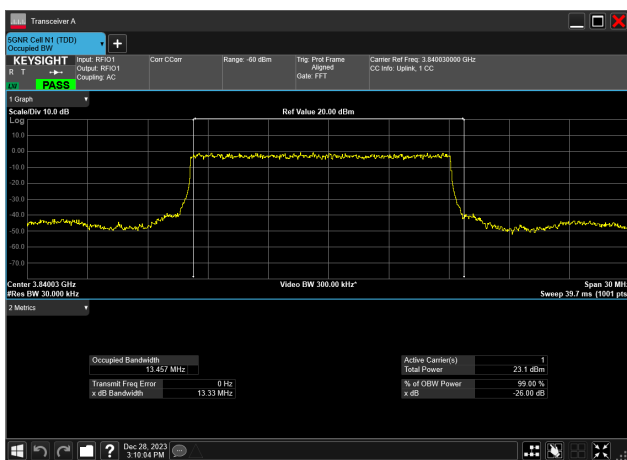 Transceiver A
5GNR Cell N1 (TDD)
Occupied BW
KEYSIGHT
R T
LNI
PASS
Input: RFIO1
Output: RFIO1
Coupling: AC
Corr CCorr
Range: -60 dBm
Trig: Prot Frame
Aligned
Gate: FFT
Carrier Ref Freq: 3.840030000 GHz
CC Info: Uplink, 1 CC
1 Graph
Scale/Div 10.0 dB
Ref Value 20.00 dBm
Log
10.0
0.00
-10.0
-20.0
-30.0
-40.0
-50.0
-60.0
-70.0
Center 3.84003 GHz
Video BW 300.00 kHz*
Span 30 MHz
#Res BW 30.000 kHz
Sweep 39.7 ms (1001 pts
2 Metrics
Occupied Bandwidth
13.457 MHz
Transmit Freq Error 0 Hz
x dB Bandwidth 13.33 MHz
Active Carrier(s) 1
Total Power 23.1 dBm
% of OBW Power 99.00 %
x dB -26.00 dB
Dec 28, 2023
3:10:04 PM